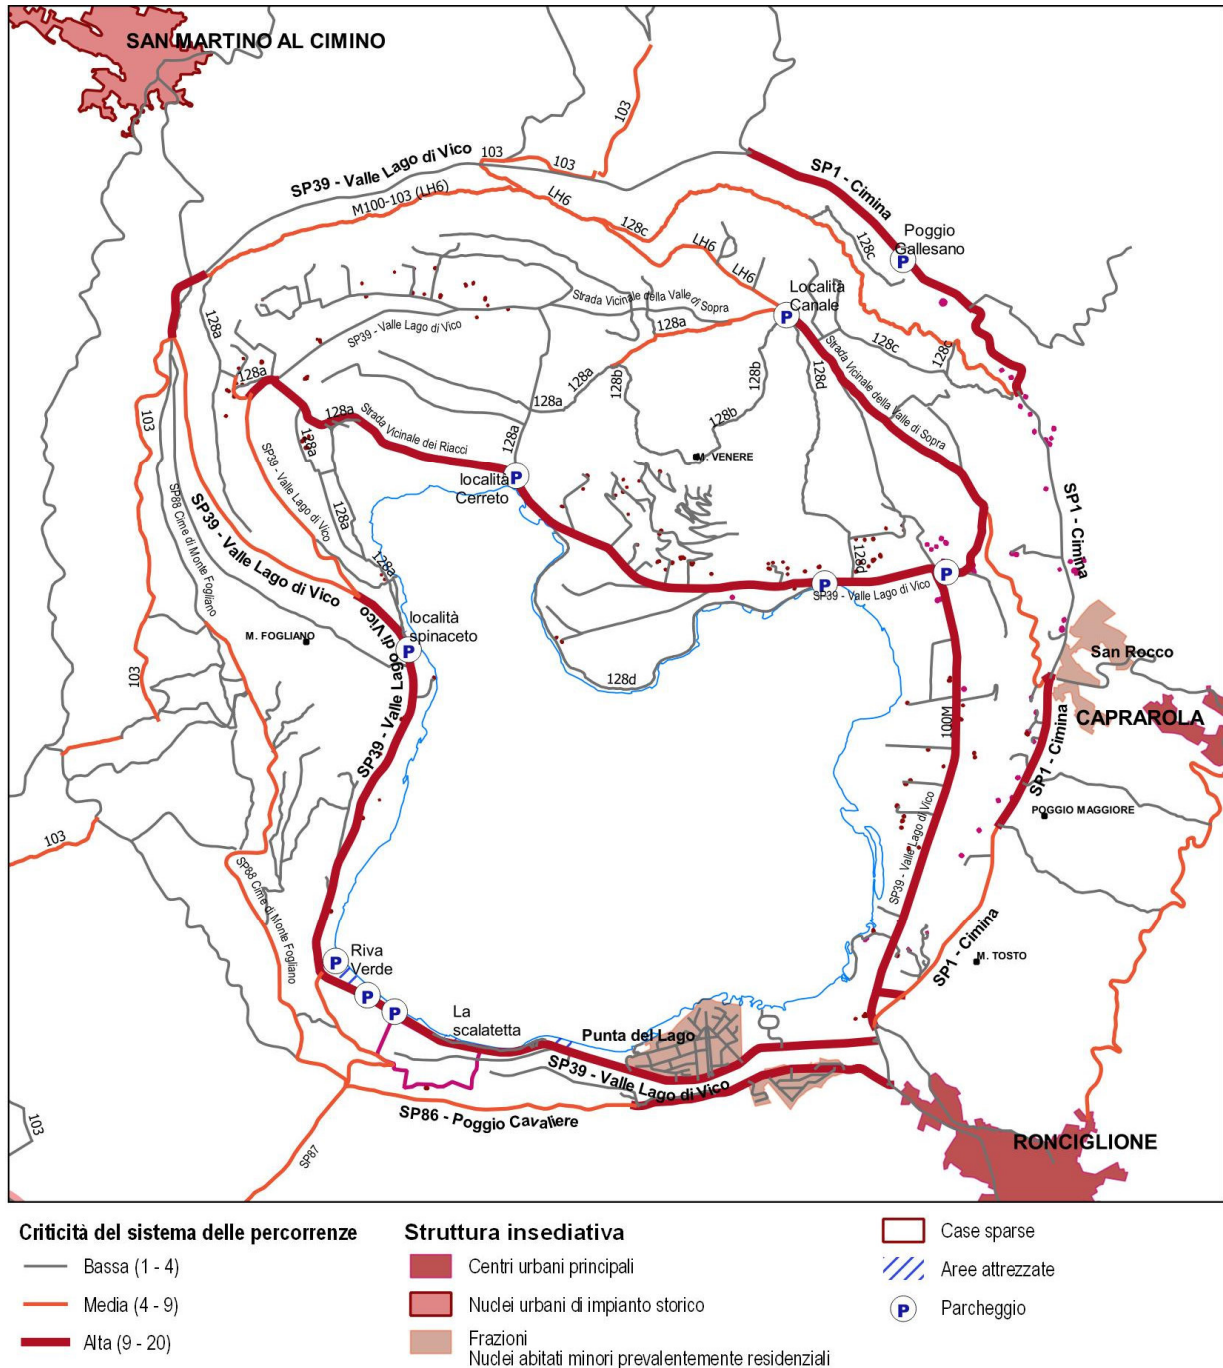 SAN MARTINO AL CIMINO
103
SP39 - Valle Lago di Vico
103
103
SP1 - Cimina
M100-103 (LH6)
LH6
128c
128c
Poggio
Gallesano
LH6
LH6
Località
Canale
Strada Vicinale della Valle di Sopra
128a
SP39 - Valle Lago di Vico
128a
128c
128c
Strada Vicinale della Valle di Sopra
128a
128a
128b
128b
128d
128a
103
128a
Strada Vicinale dei Riacci
128b
128a
128a
SP39 - Valle Lago di Vico
M. VENERE
località
Cerreto
SP88 Cime di Monte Fogliano
SP39 - Valle Lago di Vico
128a
SP1 - Cimina
128a
128d
SP39 - Valle Lago di Vico
località
spinaceto
M. FOGLIANO
SP39 - Valle Lago di Vico
San Rocco
103
128d
100M
CAPRAROLA
SP1 - Cimina
POGGIO MAGGIORE
103
SP39 - Valle Lago di Vico
SP88 Cime di Monte Fogliano
SP1 - Cimina
M. TOSTO
Riva
Verde
La
scalatetta
Punta del Lago
SP39 - Valle Lago di Vico
SP86 - Poggio Cavaliere
103
SP87
RONCIGLIONE
P
P
P
P
P
P
P
P
P
Criticità del sistema delle percorrenze
Bassa (1 - 4)
Media (4 - 9)
Alta (9 - 20)
Struttura insediativa
Centri urbani principali
Nuclei urbani di impianto storico
Frazioni
Nuclei abitati minori prevalentemente residenziali
Case sparse
Aree attrezzate
P
Parcheggio